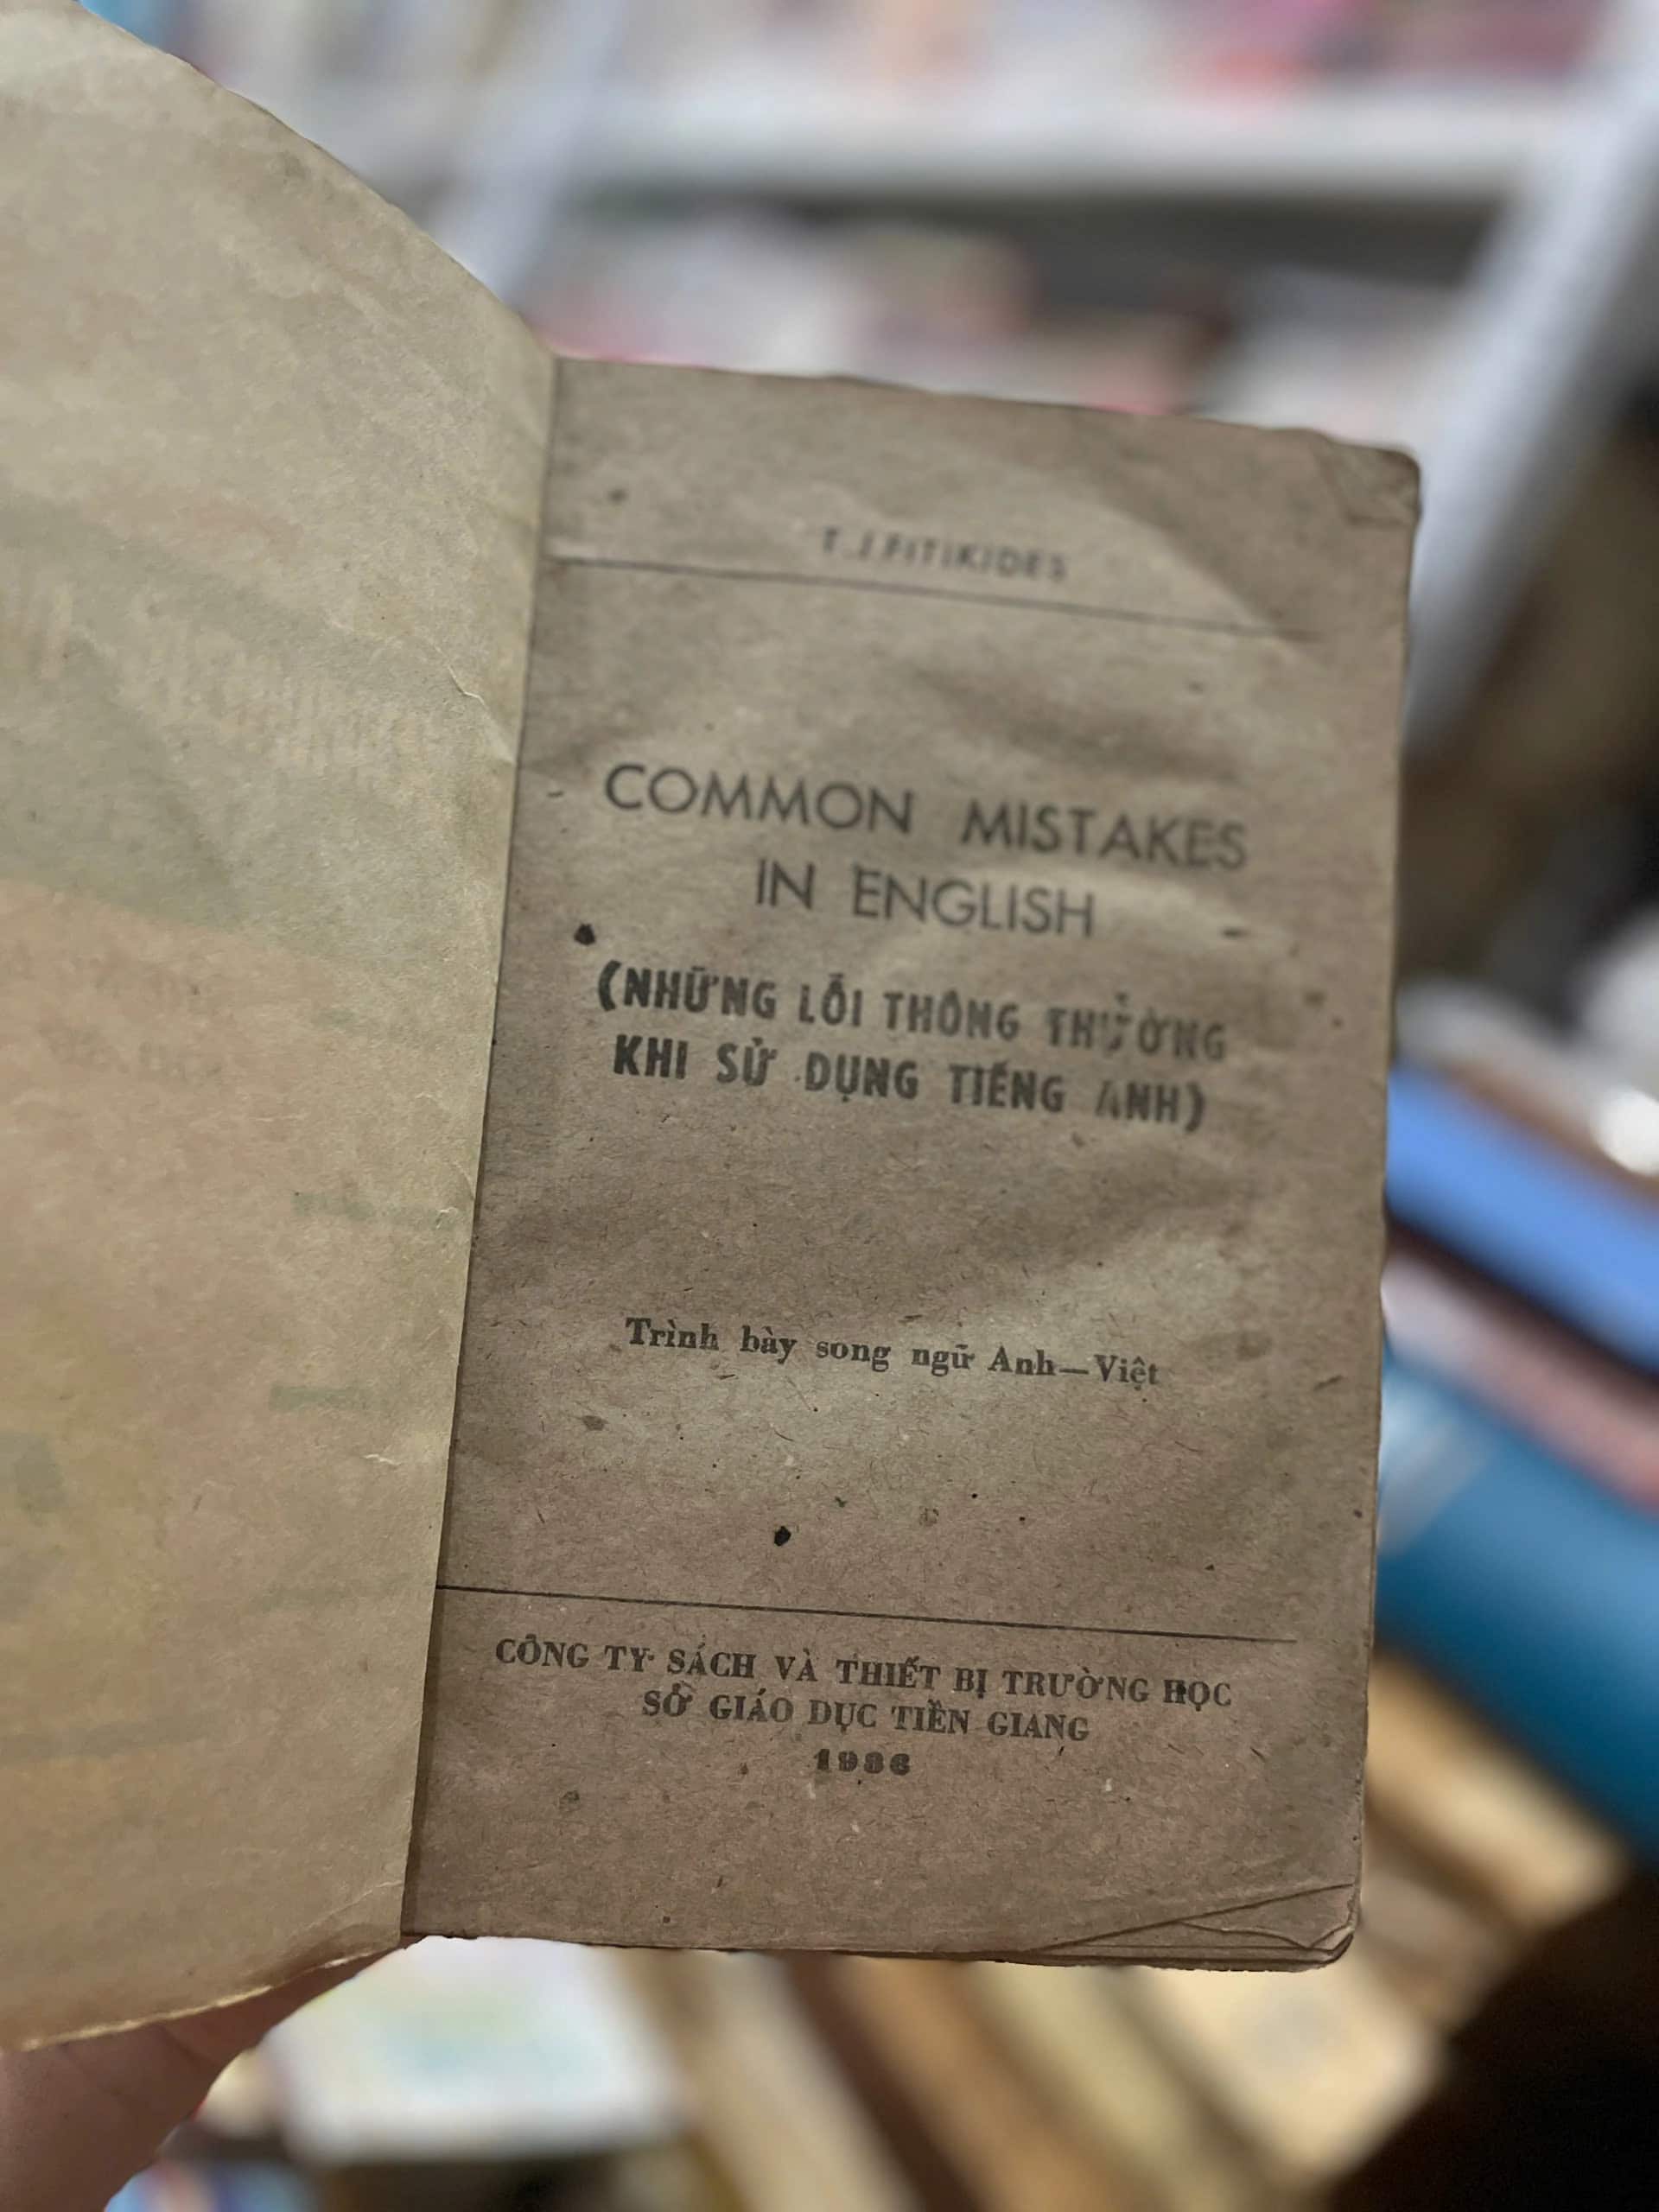 T.J.FITIKIDES
COMMON MISTAKES
IN ENGLISH
(NHỮNG LỖI THÔNG THƯỜNG
KHI SỬ DỤNG TIẾNG ANH)
Trình bày song ngữ Anh—Việt
CÔNG TY SÁCH VÀ THIẾT BỊ TRƯỜNG HỌC
SỞ GIÁO DỤC TIỀN GIANG
1986